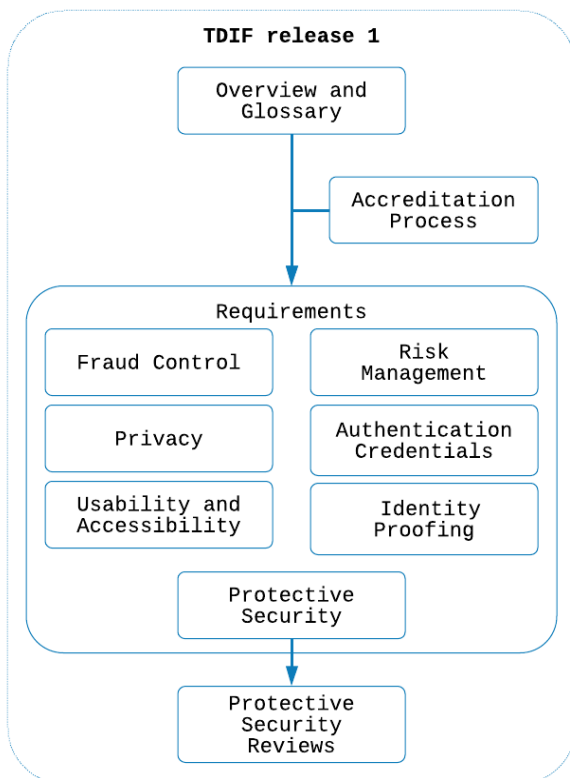 TDIF release 1
Overview and
Glossary
Accreditation
Process
Requirements
Fraud Control
Risk
Management
Privacy
Authentication
Credentials
Usability and
Accessibility
Identity
Proofing
Protective
Security
Protective
Security
Reviews